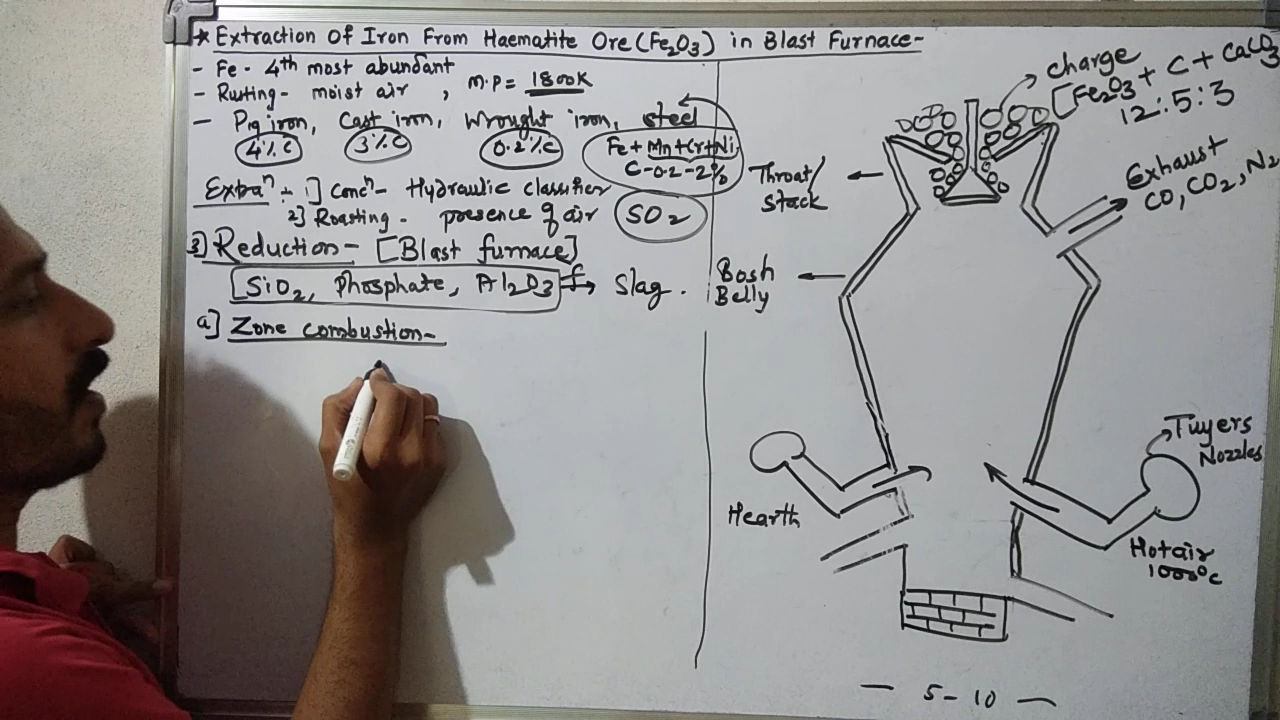 * Extraction Of Iron From Haematite Ore (Fe2O3) in Blast Furnace-
- Fe - 4th most abundant
- Rusting - moist air , m.p = 1800K
- Pig iron, Cast iron, Wrought iron, steel
4%C 3%C 0.2%C Fe + Mn + Cr + Ni
C-0.2-2%
Extraⁿ :- 1] Concⁿ - Hydraulic classifier
2] Roasting - presence of air SO2
3] Reduction - [Blast furnace]
[SiO2, Phosphate, Al2O3 → Slag.
a] Zone combustion-
charge
[Fe2O3 + C + CaCO3
12:5:3
Exhaust
CO, CO2, N2
Throat/
Stack
Bosh
Belly
Tuyers
Nozzles
Hearth
Hot air
1000°C
- 5-10 -